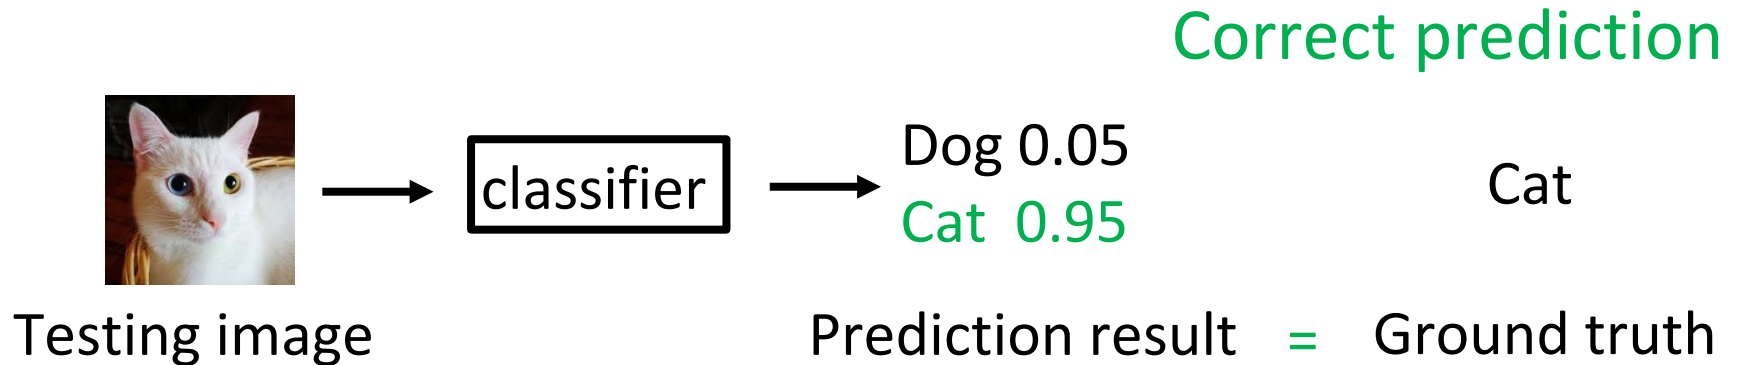 Correct prediction
classifier
Dog 0.05
Cat 0.95
Cat
Testing image
Prediction result = Ground truth